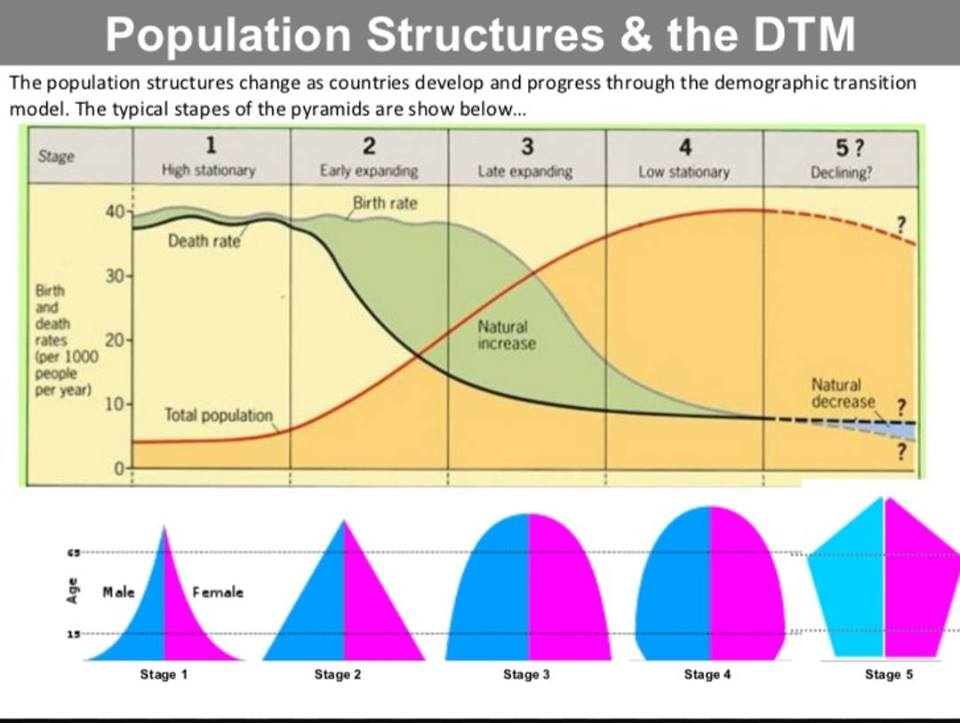 Population Structures & the DTM
The population structures change as countries develop and progress through the demographic transition
model. The typical stapes of the pyramids are show below...
Stage
1
High stationary
2
Early expanding
3
Late expanding
4
Low stationary
5 ?
Declining?
Birth
and
death
rates
(per 1000
people
per year)
40
30
20
10
0
Birth rate
Death rate
Total population
Natural
increase
Natural
decrease
?
?
?
Age
65
15
Male
Female
Stage 1
Stage 2
Stage 3
Stage 4
Stage 5